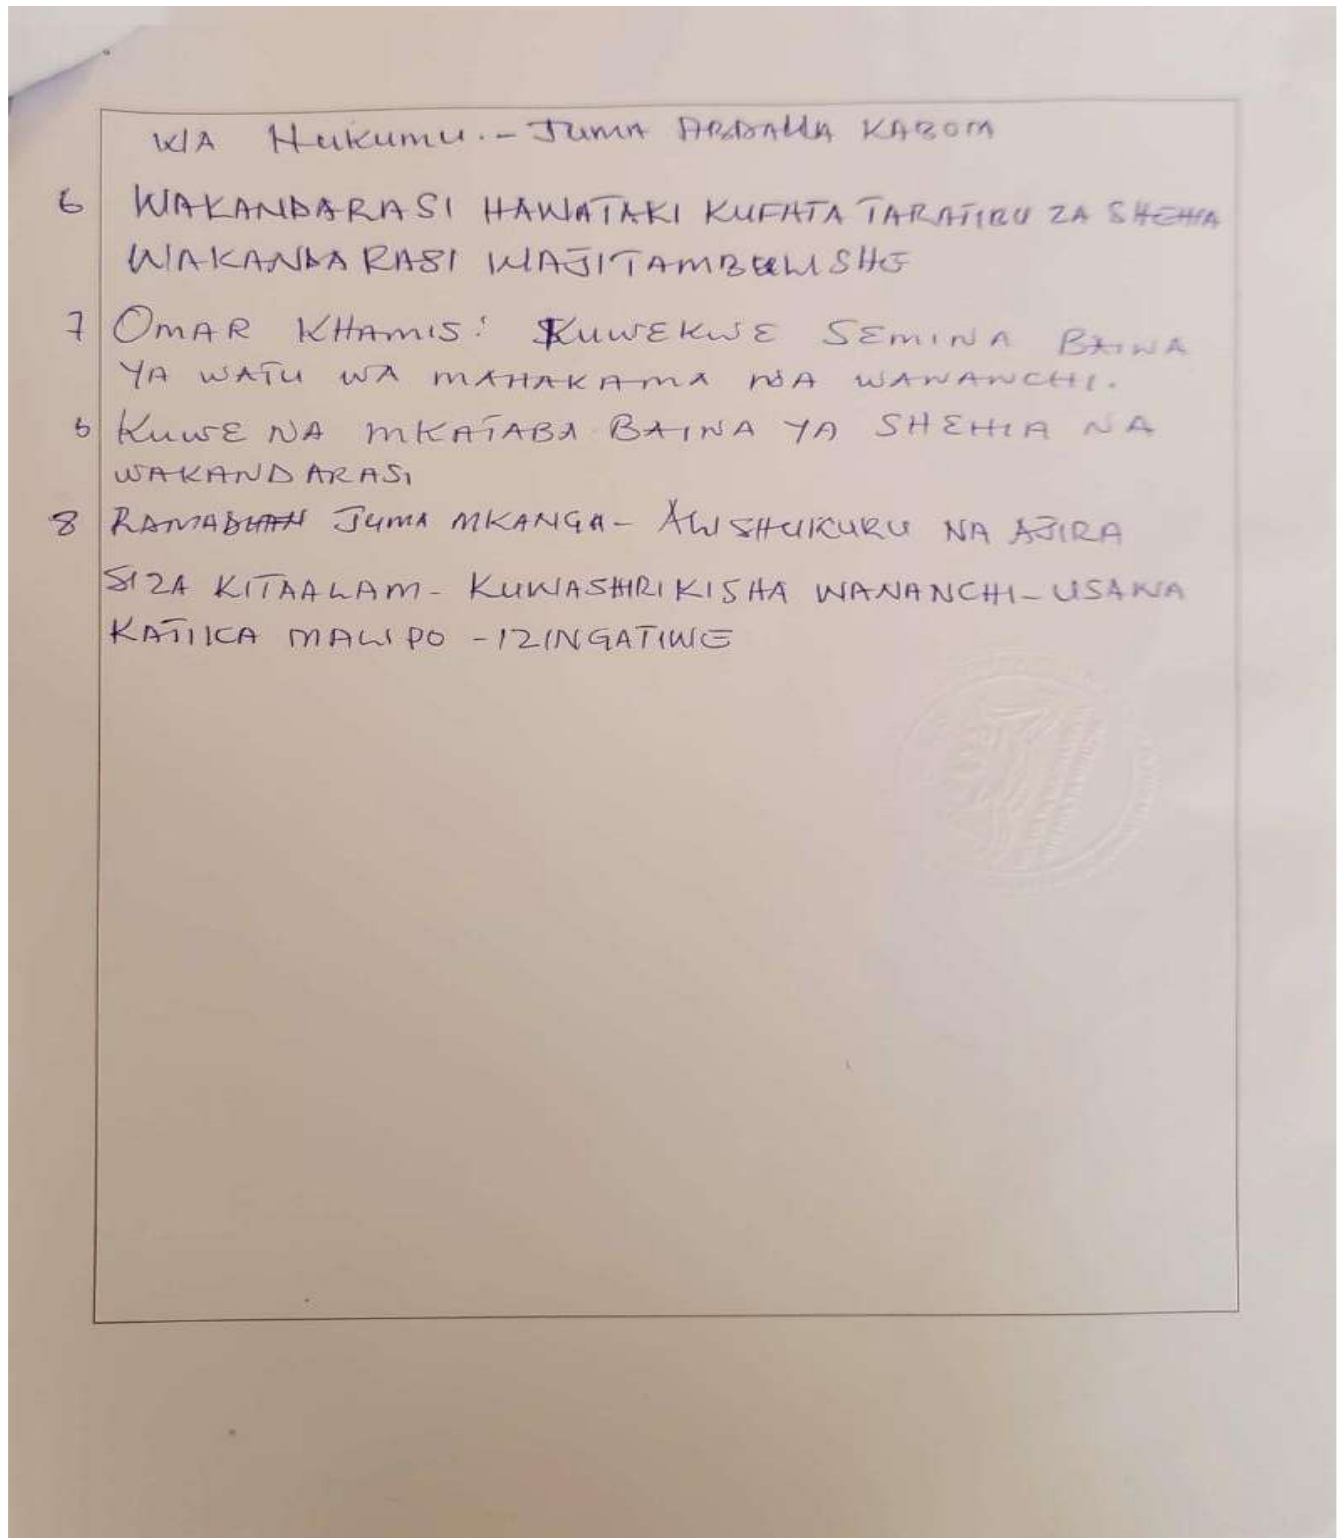 WA HUKUMU. - JUMA ABDALLA KABOM
6 WAKANDARASI HAWATAKI KUFATA TARATIBU ZA SHEHIA
WAKANDARASI WAJITAMBULISHE
7 OMAR KHAMIS: KUWEKWE SEMINA BAINA
YA WATU WA MAHAKAMA NA WANANCHI.
b KUWE NA MKATABA BAINA YA SHEHIA NA
WAKANDARASI
8 RAMADHAN JUMA MKANGA - ALISHUKURU NA AJIRA
SIZA KITAALAM - KUWASHIRIKISHA WANANCHI - USAWA
KATIKA MALIPO - IZINGATIWE